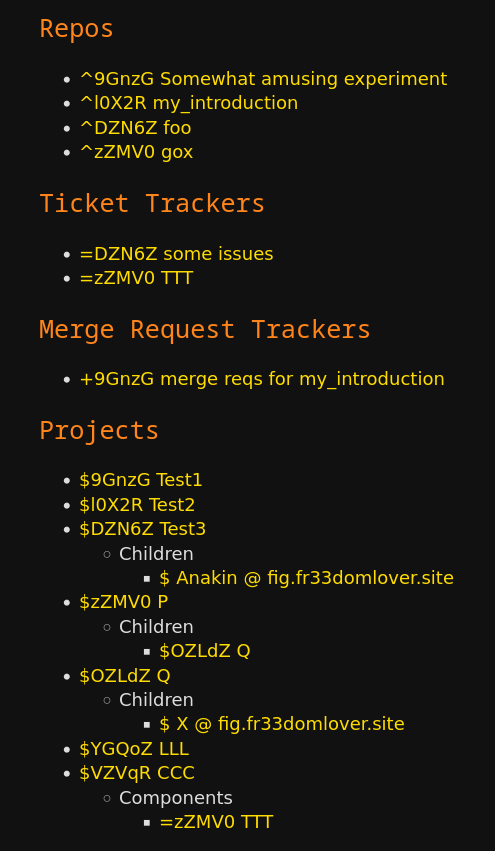 Repos
^9GnzG Somewhat amusing experiment
^l0X2R my_introduction
^DZN6Z foo
^zZMV0 gox
Ticket Trackers
=DZN6Z some issues
=zZMV0 TTT
Merge Request Trackers
+9GnzG merge reqs for my_introduction
Projects
$9GnzG Test1
$l0X2R Test2
$DZN6Z Test3
Children
$ Anakin @ fig.fr33domlover.site
$zZMV0 P
Children
$OZLdZ Q
$OZLdZ Q
Children
$ X @ fig.fr33domlover.site
$YGQoZ LLL
$VZVqR CCC
Components
=zZMV0 TTT